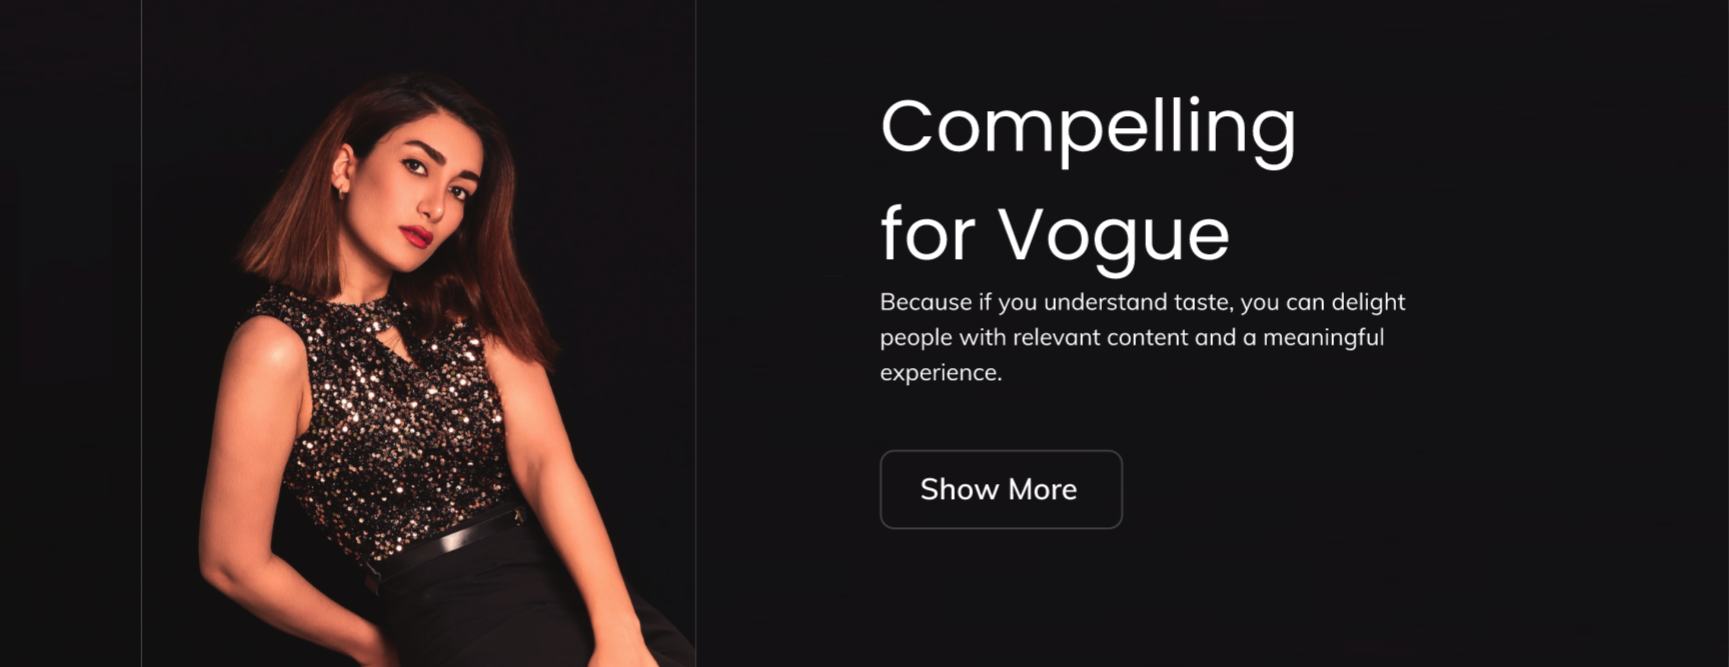 Compelling
for Vogue
Because if you understand taste, you can delight
people with relevant content and a meaningful
experience.
Show More